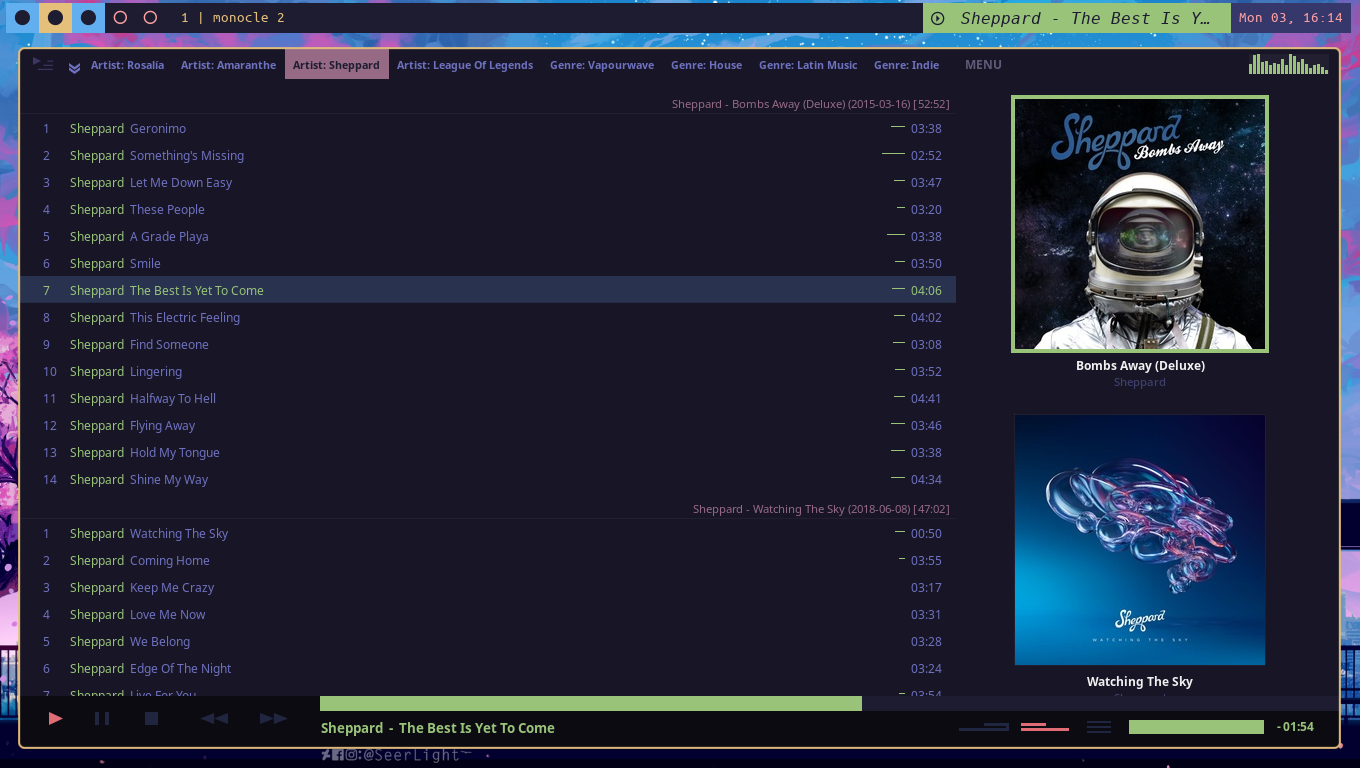 1 | monocle 2
Sheppard - The Best Is Y…
Mon 03, 16:14
Artist: Rosalía Artist: Amaranthe Artist: Sheppard Artist: League Of Legends Genre: Vapourwave Genre: House Genre: Latin Music Genre: Indie MENU
Sheppard - Bombs Away (Deluxe) (2015-03-16) [52:52]
1 Sheppard Geronimo 03:38
2 Sheppard Something's Missing 02:52
3 Sheppard Let Me Down Easy 03:47
4 Sheppard These People 03:20
5 Sheppard A Grade Playa 03:38
6 Sheppard Smile 03:50
7 Sheppard The Best Is Yet To Come 04:06
8 Sheppard This Electric Feeling 04:02
9 Sheppard Find Someone 03:08
10 Sheppard Lingering 03:52
11 Sheppard Halfway To Hell 04:41
12 Sheppard Flying Away 03:46
13 Sheppard Hold My Tongue 03:38
14 Sheppard Shine My Way 04:34
Sheppard - Watching The Sky (2018-06-08) [47:02]
1 Sheppard Watching The Sky 00:50
2 Sheppard Coming Home 03:55
3 Sheppard Keep Me Crazy 03:17
4 Sheppard Love Me Now 03:31
5 Sheppard We Belong 03:28
6 Sheppard Edge Of The Night 03:24
7 Sheppard Live For You 03:54
Sheppard
Bombs Away
Bombs Away (Deluxe)
Sheppard
Sheppard
WATCHING THE SKY
Watching The Sky
Sheppard - The Best Is Yet To Come
-01:54
:@SeerLight